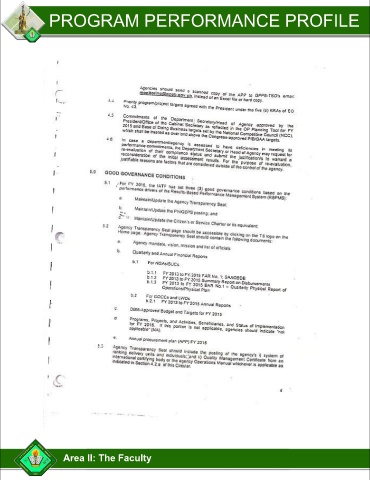 PROGRAM PERFORMANCE PROFILE
Agencies should send a scanned copy of the APP to GPPB-TSO's email: instead of an Excel file or hard copy.
4.4 Priority program/project targets agreed with the President under the five (5) KRAs of EO No. 43.
4.5 Commitments of the Department Secretary/Head of Agency approved by the
President/Office of the Cabinet Secretary as reflected in the OP Planning Tool for FY
2015 and Ease of Doing Business targets set by the National Competitive Council (NCC),
which shall be treated as over and above the Congress-approved PIB/GAA targets.
4.6 In case a department/agency is assessed to have deficiencies in meeting its
performance commitments, the Department Secretary or Head of Agency may request for
re-evaluation of their compliance status and submit the justification/s to warrant a
reconsideration of the initial assessment results. For the purpose of re-evaluation,
justifiable reasons are factors that are considered outside of the control of the agency.
5.0 GOOD GOVERNANCE CONDITIONS
5.1 For FY 2015, the IATF has set three (3) good governance conditions based on the
performance drivers of the Results-Based Performance Management System (RBPMS):
a. Maintain/Update the Agency Transparency Seal;
b. Maintain/Update the PhilGEPS posting; and
c. Maintain/Update the Citizen's or Service Charter or its equivalent.
5.2 Agency Transparency Seal page should be accessible by clicking on the TS logo on the
Home page. Agency Transparency Seal should contain the following documents:
a. Agency mandate, vision, mission and list of officials
b. Quarterly and Annual Financial Reports
b.1 For NGAs/SUCs
b.1.1 FY 2013 to FY 2015 FAR No. 1: SAAODBB
b.1.2 FY 2013 to FY 2015 Summary Report on Disbursements
b.1.3 FY 2013 to FY 2015 BAR No. 1 – Quarterly Physical Report of
Operations/Physical Plan
b.2 For GOCCs and LWDs
b.2.1 FY 2013 to FY 2015 Annual Reports
c. DBM-Approved Budget and Targets for FY 2015
d. Programs, Projects, and Activities, Beneficiaries, and Status of Implementation
for FY 2015. If this portion is not applicable, agencies should indicate "not
applicable" (NA).
e. Annual procurement plan (APP) FY 2015
5.3 Agency Transparency Seal should include the posting of the agency's system of
ranking delivery units and individuals, and Quality Management Certificate from an
international certifying body or the agency Operations Manual whichever is applicable as
indicated in Section 4.2.a of this Circular.
4
Area II: The Faculty